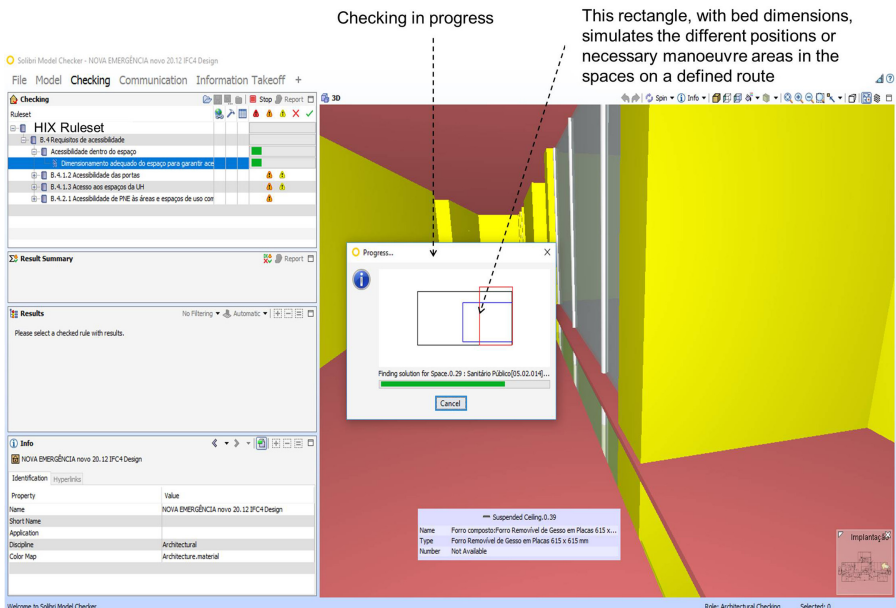 Checking in progress
This rectangle, with bed dimensions,
simulates the different positions or
necessary manoeuvre areas in the
spaces on a defined route
Solibri Model Checker - NOVA EMERGÊNCIA novo 20.12 IFC4 Design
File Model Checking Communication Information Takeoff +
Checking
Stop Report
Ruleset
HIX Ruleset
B.4 Requisitos de acessibilidade
Acessibilidade dentro do espaço
Dimensionamento adequado do espaço para garantir ace
B.4.1.2 Acessibilidade das portas
B.4.1.3 Acesso aos espaços da UH
B.4.2.1 Acessibilidade de PNE às áreas e espaços de uso com
Result Summary
Report
Results
No Filtering Automatic
Please select a checked rule with results.
Info
NOVA EMERGÊNCIA novo 20.12 IFC4 Design
Identification Hyperlinks
Property Value
Name NOVA EMERGÊNCIA novo 20.12 IFC4 Design
Short Name
Application
Discipline Architectural
Color Map Architecture.material
Welcome to Solibri Model Checker
3D
Spin Info
Progress...
Finding solution for Space.0.29 : Sanitário Público[05.02.014]...
Cancel
Suspended Ceiling.0.39
Name Forro composto:Forro Removível de Gesso em Placas 615 x...
Type Forro Removível de Gesso em Placas 615 x 615 mm
Number Not Available
Implantação
Role: Architectural Checking Selected: 0